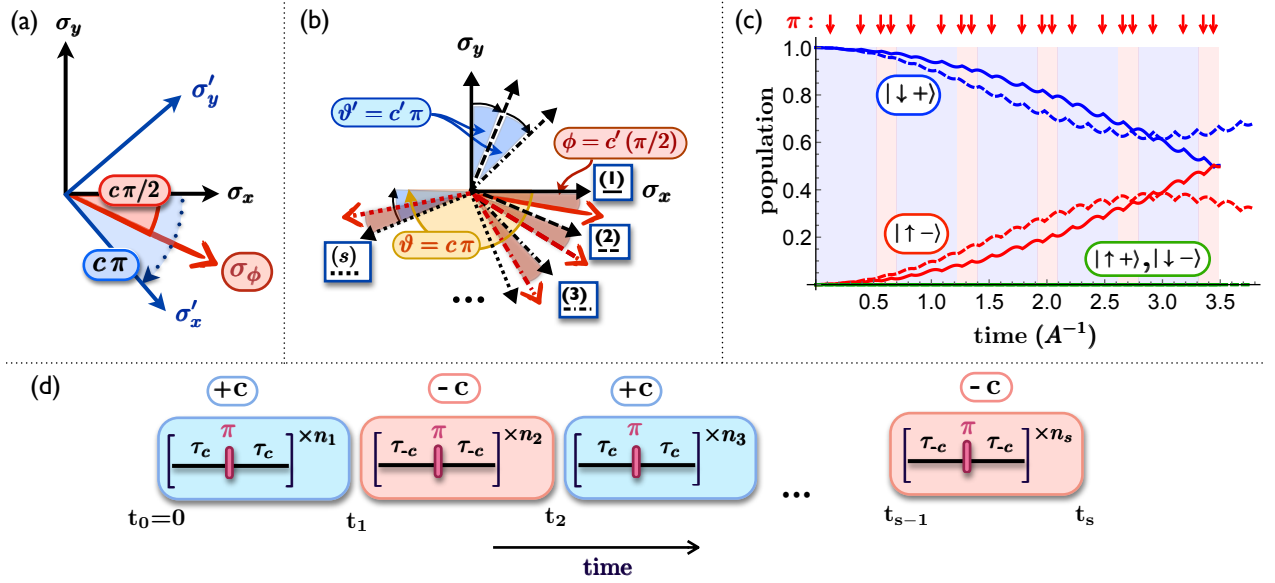 (a)
σy
σ′y
cπ/2
σx
cπ
σϕ
σ′x
(b)
σy
ϑ′ = c′ π
ϕ = c′ (π/2)
(1)
σx
(2)
(s)
ϑ = c π
(3)
...
(c)
π :
1.0
0.8
0.6
0.4
0.2
population
|↓ +⟩
|↑ −⟩
|↑ +⟩, |↓ −⟩
0.5 1.0 1.5 2.0 2.5 3.0 3.5
time (A⁻¹)
(d)
+c - c +c - c
[τc π τc]×n1 [τ-c π τ-c]×n2 [τc π τc]×n3 ... [τ-c π τ-c]×ns
t0=0 t1 t2 ts−1 ts
time